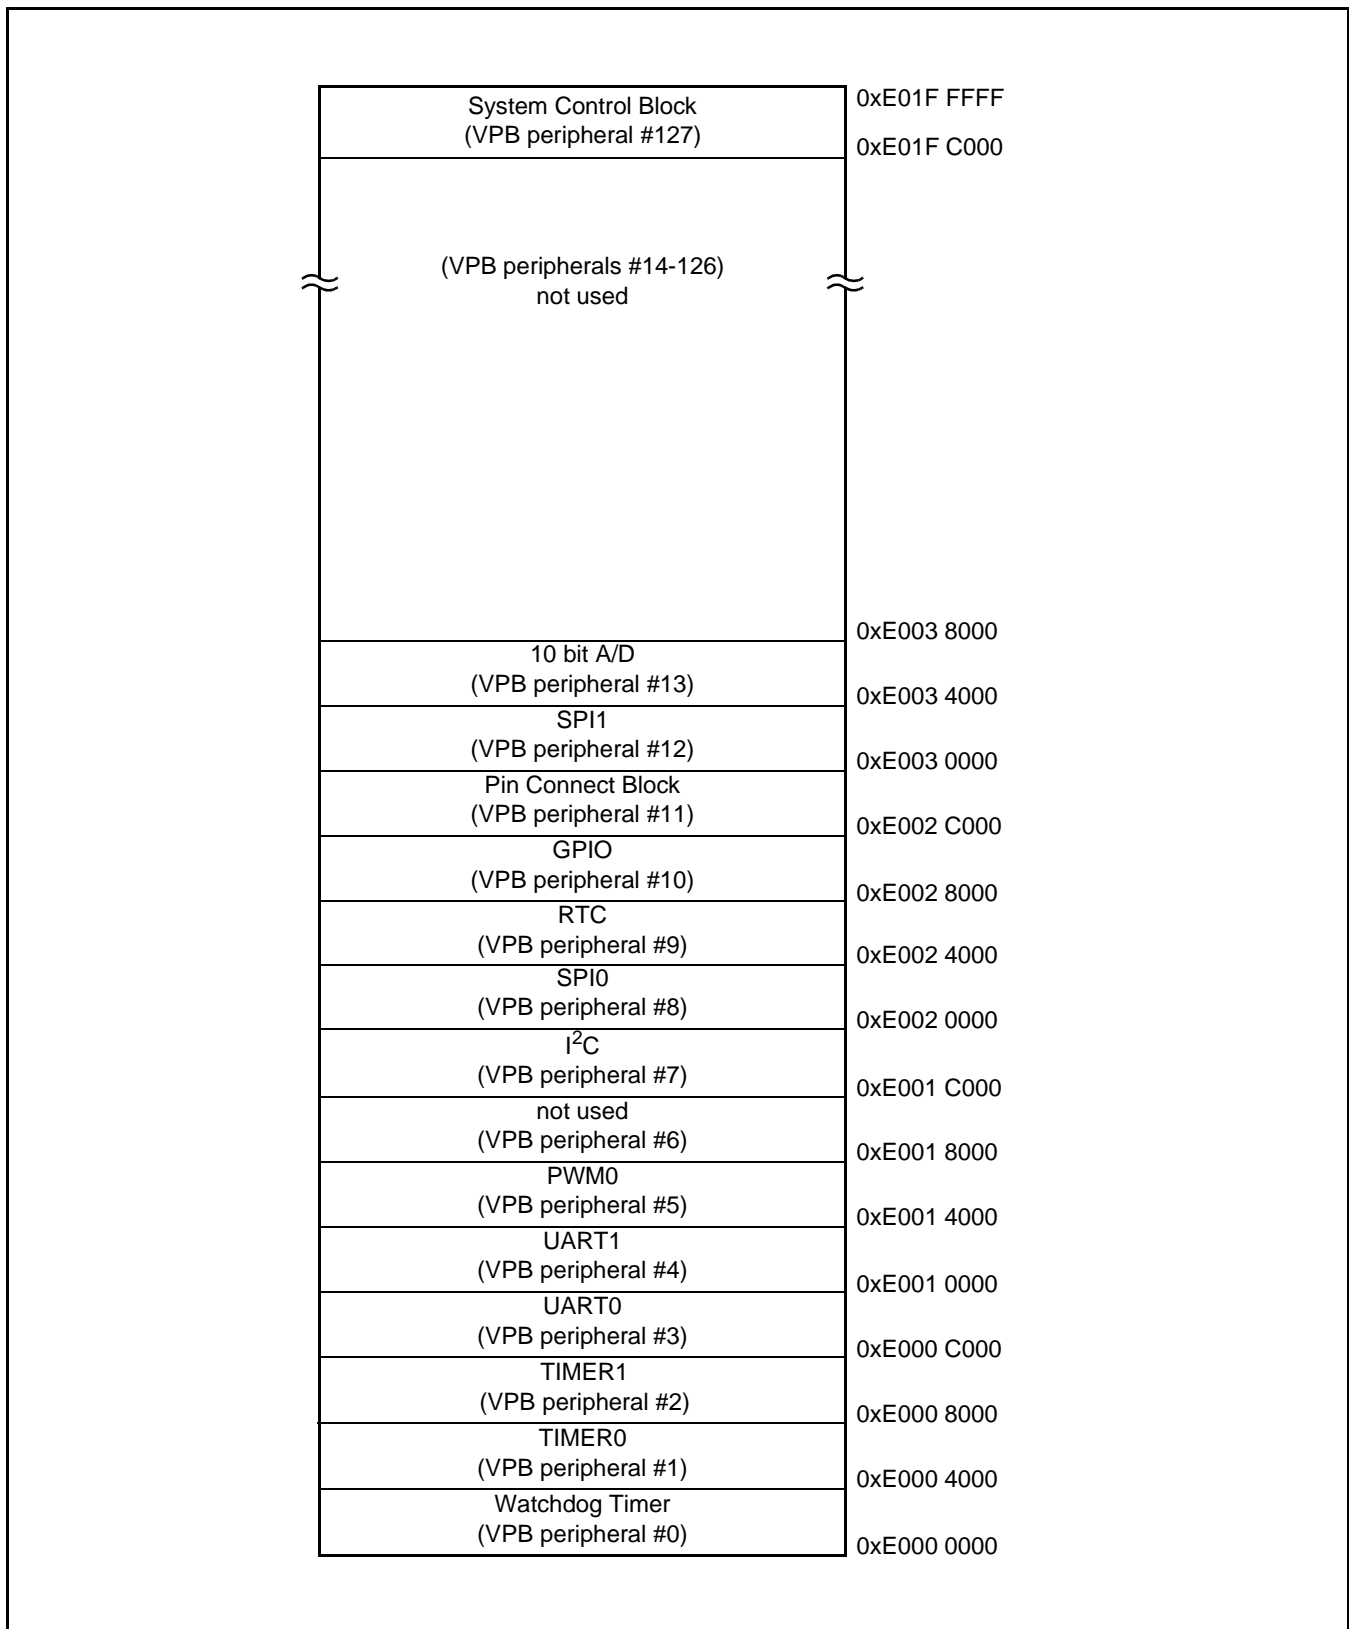 System Control Block
(VPB peripheral #127)
0xE01F FFFF
0xE01F C000
(VPB peripherals #14-126)
not used
0xE003 8000
10 bit A/D
(VPB peripheral #13)
0xE003 4000
SPI1
(VPB peripheral #12)
0xE003 0000
Pin Connect Block
(VPB peripheral #11)
0xE002 C000
GPIO
(VPB peripheral #10)
0xE002 8000
RTC
(VPB peripheral #9)
0xE002 4000
SPI0
(VPB peripheral #8)
0xE002 0000
I²C
(VPB peripheral #7)
0xE001 C000
not used
(VPB peripheral #6)
0xE001 8000
PWM0
(VPB peripheral #5)
0xE001 4000
UART1
(VPB peripheral #4)
0xE001 0000
UART0
(VPB peripheral #3)
0xE000 C000
TIMER1
(VPB peripheral #2)
0xE000 8000
TIMER0
(VPB peripheral #1)
0xE000 4000
Watchdog Timer
(VPB peripheral #0)
0xE000 0000